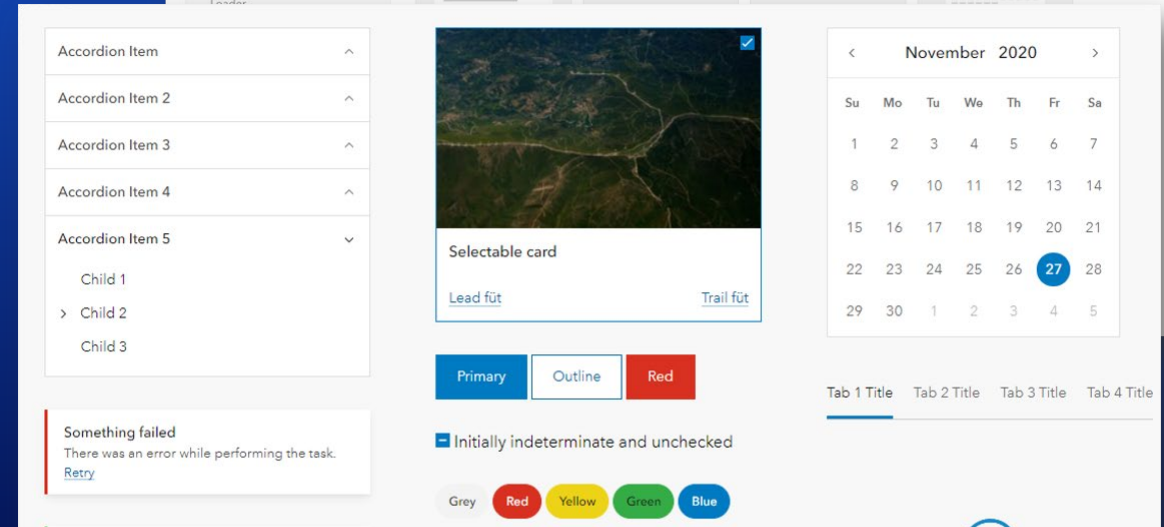 Loader
Accordion Item
Accordion Item 2
Accordion Item 3
Accordion Item 4
Accordion Item 5
Child 1
Child 2
Child 3
Something failed
There was an error while performing the task.
Retry
Selectable card
Lead füt Trail füt
Primary Outline Red
Initially indeterminate and unchecked
Grey Red Yellow Green Blue
November 2020
Su Mo Tu We Th Fr Sa
1 2 3 4 5 6 7
8 9 10 11 12 13 14
15 16 17 18 19 20 21
22 23 24 25 26 27 28
29 30 1 2 3 4 5
Tab 1 Title Tab 2 Title Tab 3 Title Tab 4 Title